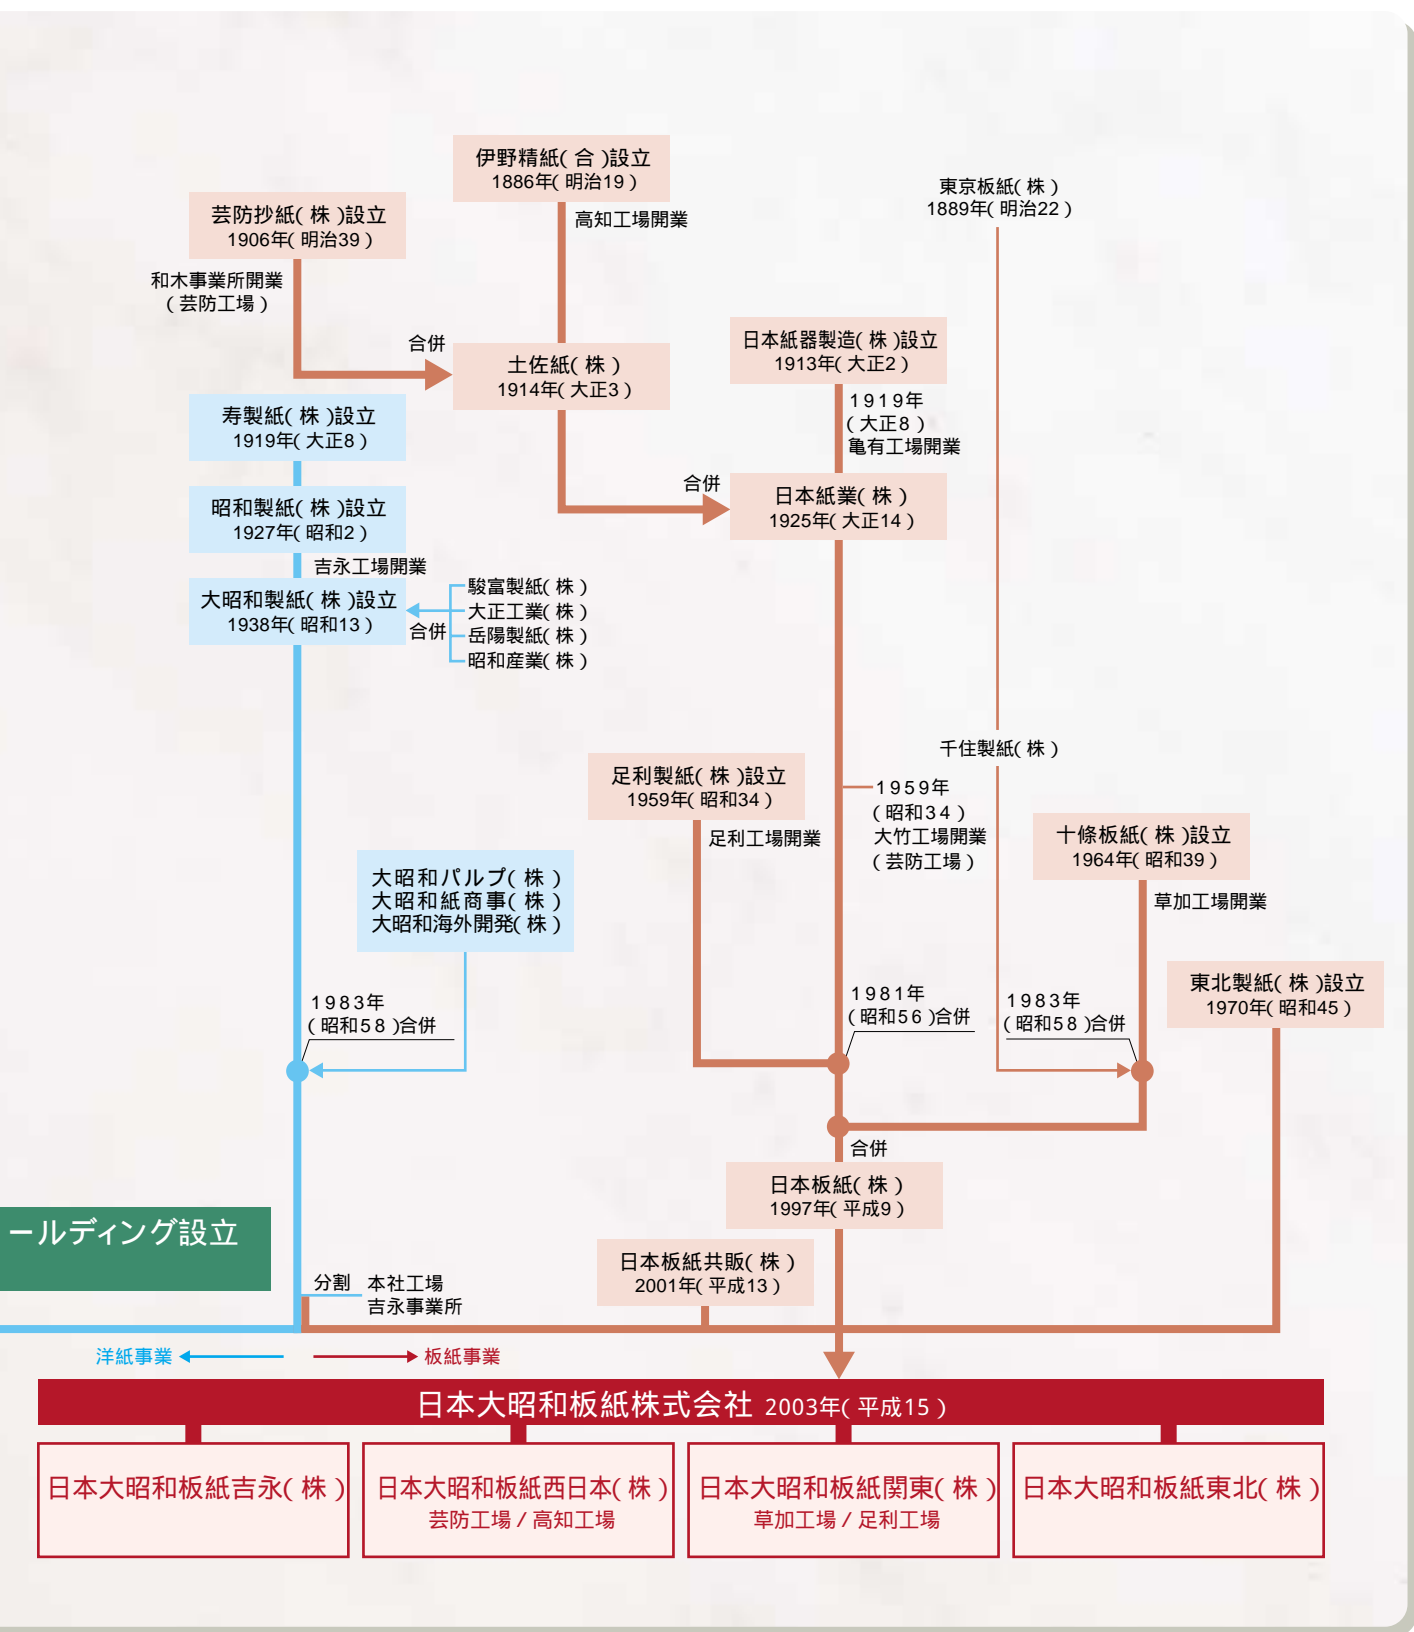 伊野精紙(合)設立
1886年(明治19)
高知工場開業
東京板紙(株)
1889年(明治22)
芸防抄紙(株)設立
1906年(明治39)
和木事業所開業
(芸防工場)
合併
土佐紙(株)
1914年(大正3)
日本紙器製造(株)設立
1913年(大正2)
1919年
(大正8)
亀有工場開業
寿製紙(株)設立
1919年(大正8)
合併
日本紙業(株)
1925年(大正14)
昭和製紙(株)設立
1927年(昭和2)
吉永工場開業
大昭和製紙(株)設立
1938年(昭和13)
合併
駿富製紙(株)
大正工業(株)
岳陽製紙(株)
昭和産業(株)
千住製紙(株)
足利製紙(株)設立
1959年(昭和34)
足利工場開業
1959年
(昭和34)
大竹工場開業
(芸防工場)
十條板紙(株)設立
1964年(昭和39)
草加工場開業
大昭和パルプ(株)
大昭和紙商事(株)
大昭和海外開発(株)
東北製紙(株)設立
1970年(昭和45)
1983年
(昭和58)合併
1981年
(昭和56)合併
1983年
(昭和58)合併
合併
日本板紙(株)
1997年(平成9)
ールディング設立
日本板紙共販(株)
2001年(平成13)
分割
本社工場
吉永事業所
洋紙事業
板紙事業
日本大昭和板紙株式会社 2003年(平成15)
日本大昭和板紙吉永(株)
日本大昭和板紙西日本(株)
芸防工場/高知工場
日本大昭和板紙関東(株)
草加工場/足利工場
日本大昭和板紙東北(株)